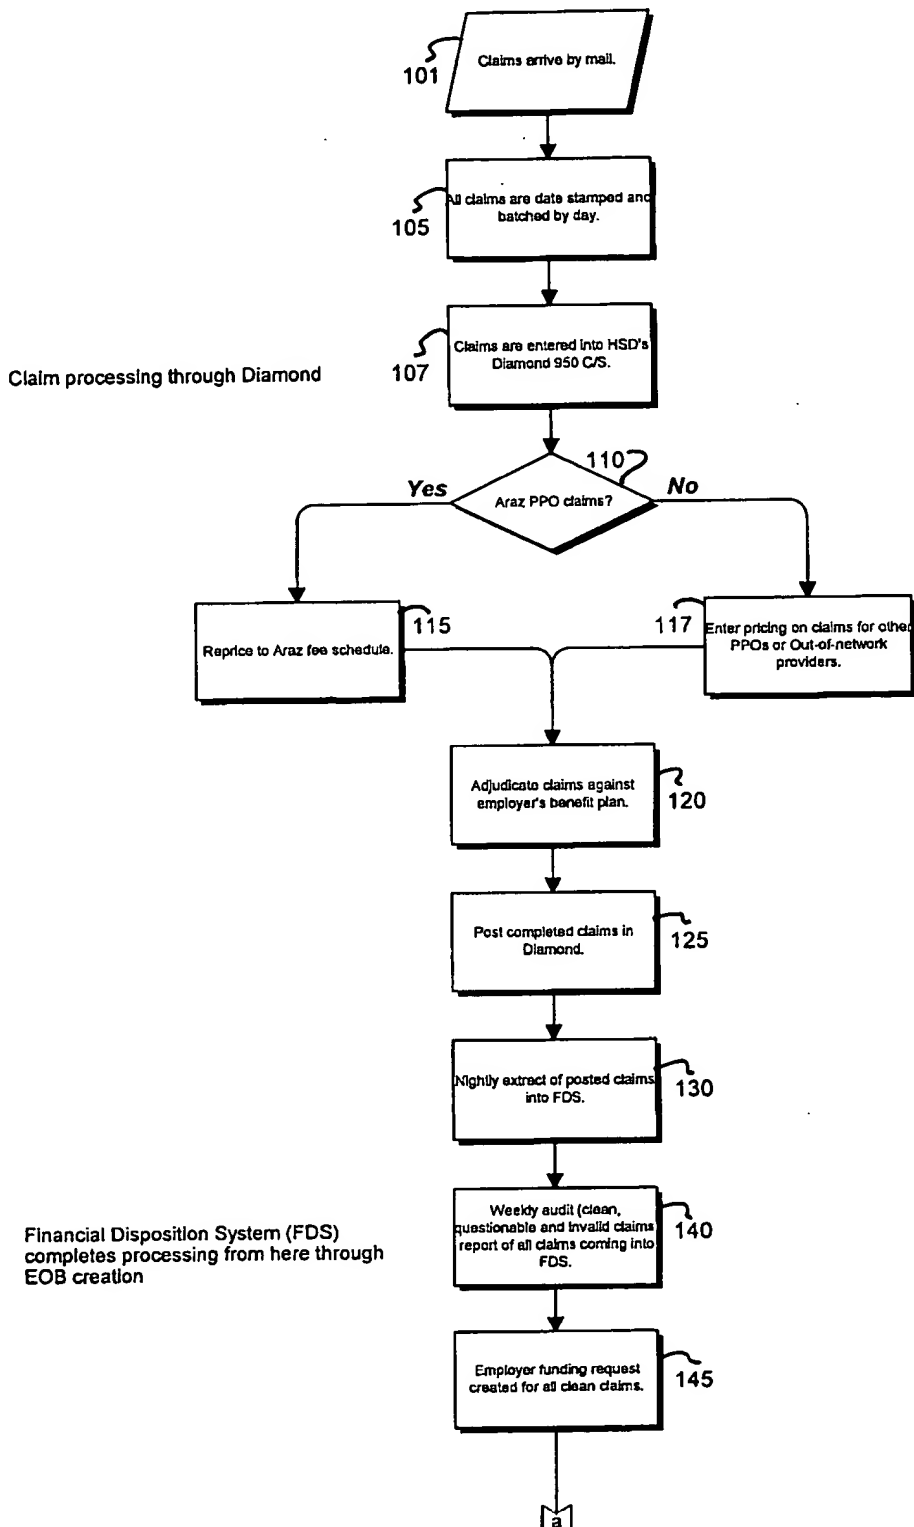 Claims arrive by mail.
101
All claims are date stamped and
batched by day.
105
Claims are entered into HSD's
Diamond 950 C/S.
107
Claim processing through Diamond
110
Yes
No
Araz PPO claims?
115
117
Reprice to Araz fee schedule.
Enter pricing on claims for other
PPOs or Out-of-network
providers.
Adjudicate claims against
employer's benefit plan.
120
Post completed claims in
Diamond.
125
Nightly extract of posted claims
into FDS.
130
Weekly audit (clean,
questionable and invalid claims
report of all claims coming into
FDS.
140
Financial Disposition System (FDS)
completes processing from here through
EOB creation
Employer funding request
created for all clean claims.
145
a